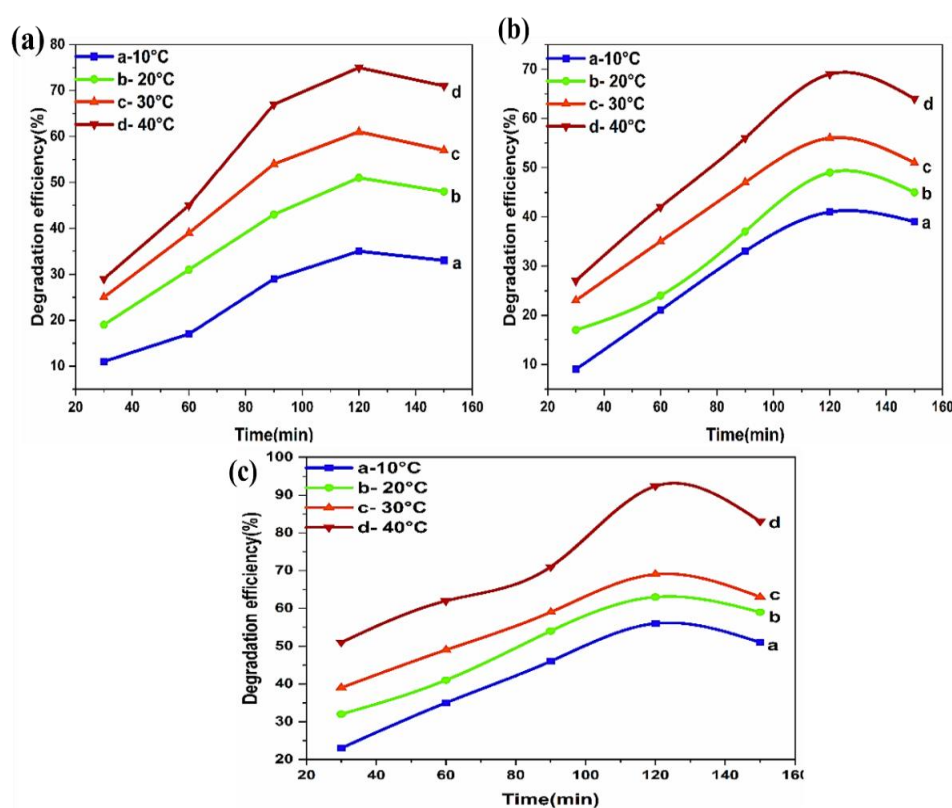 (a)
80
70
60
50
40
30
20
10
Degradation efficiency(%)
a-10°C
b- 20°C
c- 30°C
d- 40°C
d
c
b
a
20 40 60 80 100 120 140 160
Time(min)
(b)
70
60
50
40
30
20
10
Degradation efficiency(%)
a-10°C
b- 20°C
c- 30°C
d- 40°C
d
c
b
a
20 40 60 80 100 120 140 160
Time(min)
(c)
100
90
80
70
60
50
40
30
20
Degradation efficiency(%)
a-10°C
b- 20°C
c- 30°C
d- 40°C
d
c
b
a
20 40 60 80 100 120 140 160
Time(min)